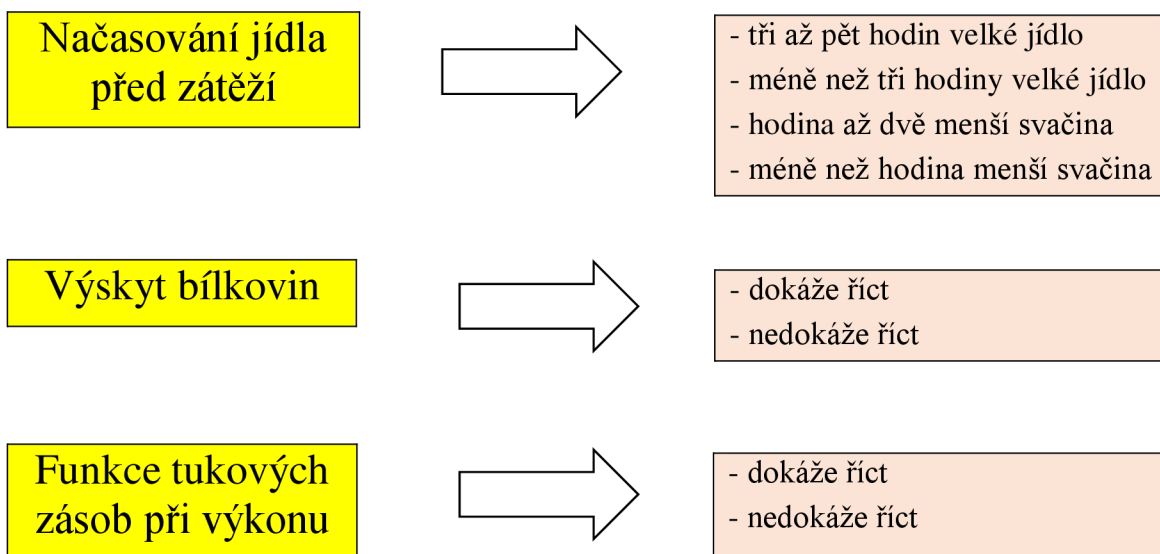 Načasování jídla
před zátěží
- tři až pět hodin velké jídlo
- méně než tři hodiny velké jídlo
- hodina až dvě menší svačina
- méně než hodina menší svačina
Výskyt bílkovin
- dokáže říct
- nedokáže říct
Funkce tukových
zásob při výkonu
- dokáže říct
- nedokáže říct